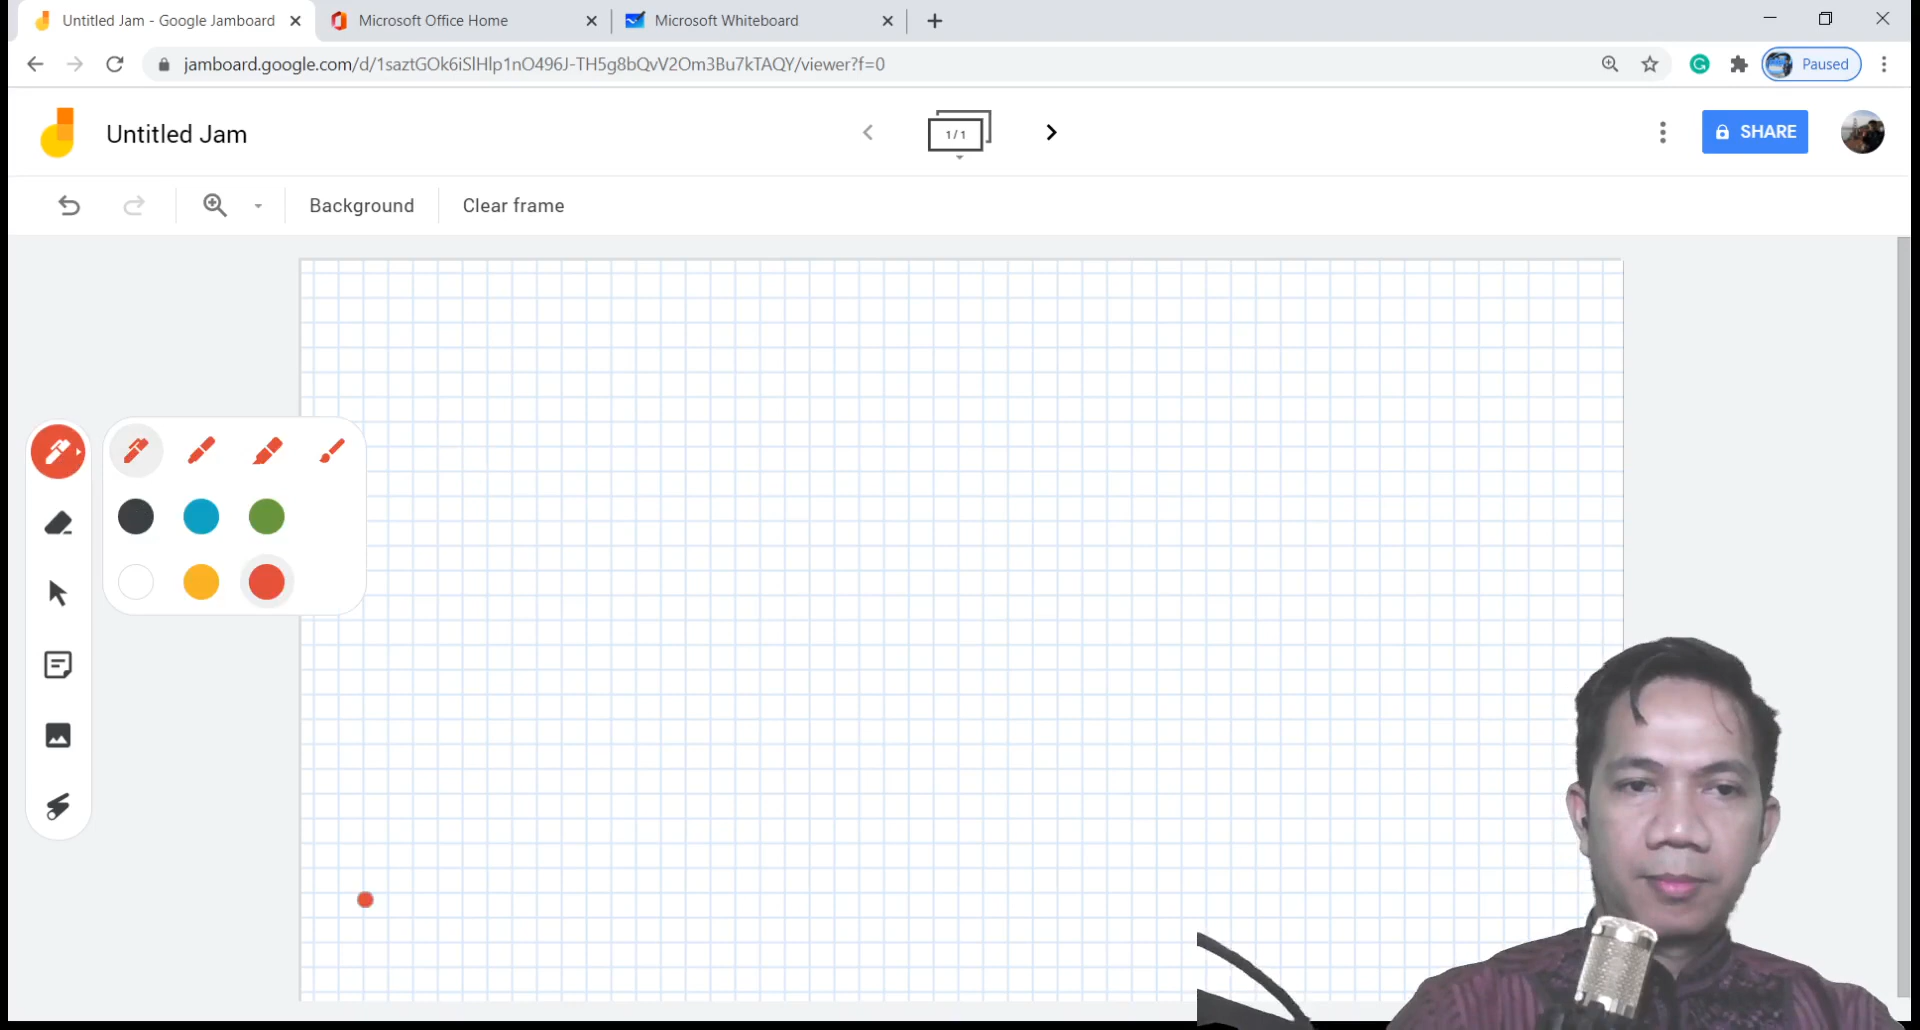 Untitled Jam - Google Jamboard
Microsoft Office Home
Microsoft Whiteboard
jamboard.google.com/d/1saztGOk6iSlHlp1nO496J-TH5g8bQvV2Om3Bu7kTAQY/viewer?f=0
Paused
Untitled Jam
1/1
SHARE
Background
Clear frame